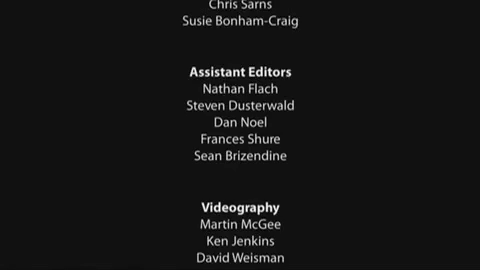 Chris Sarns
Susie Bonham-Craig
Assistant Editors
Nathan Flach
Steven Dusterwald
Dan Noel
Frances Shure
Sean Brizendine
Videography
Martin McGee
Ken Jenkins
David Weisman